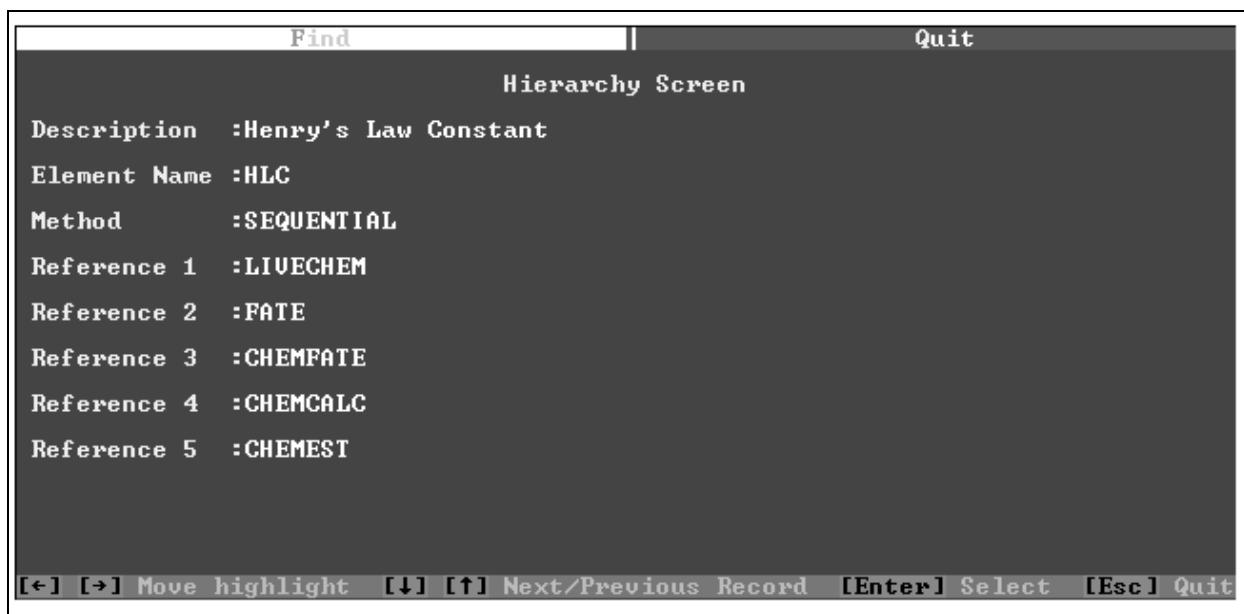 Find || Quit
Hierarchy Screen
Description :Henry's Law Constant
Element Name :HLC
Method :SEQUENTIAL
Reference 1 :LIVECHEM
Reference 2 :FATE
Reference 3 :CHEMFATE
Reference 4 :CHEMCALC
Reference 5 :CHEMEST
[←] [→] Move highlight [↓] [↑] Next/Previous Record [Enter] Select [Esc] Quit